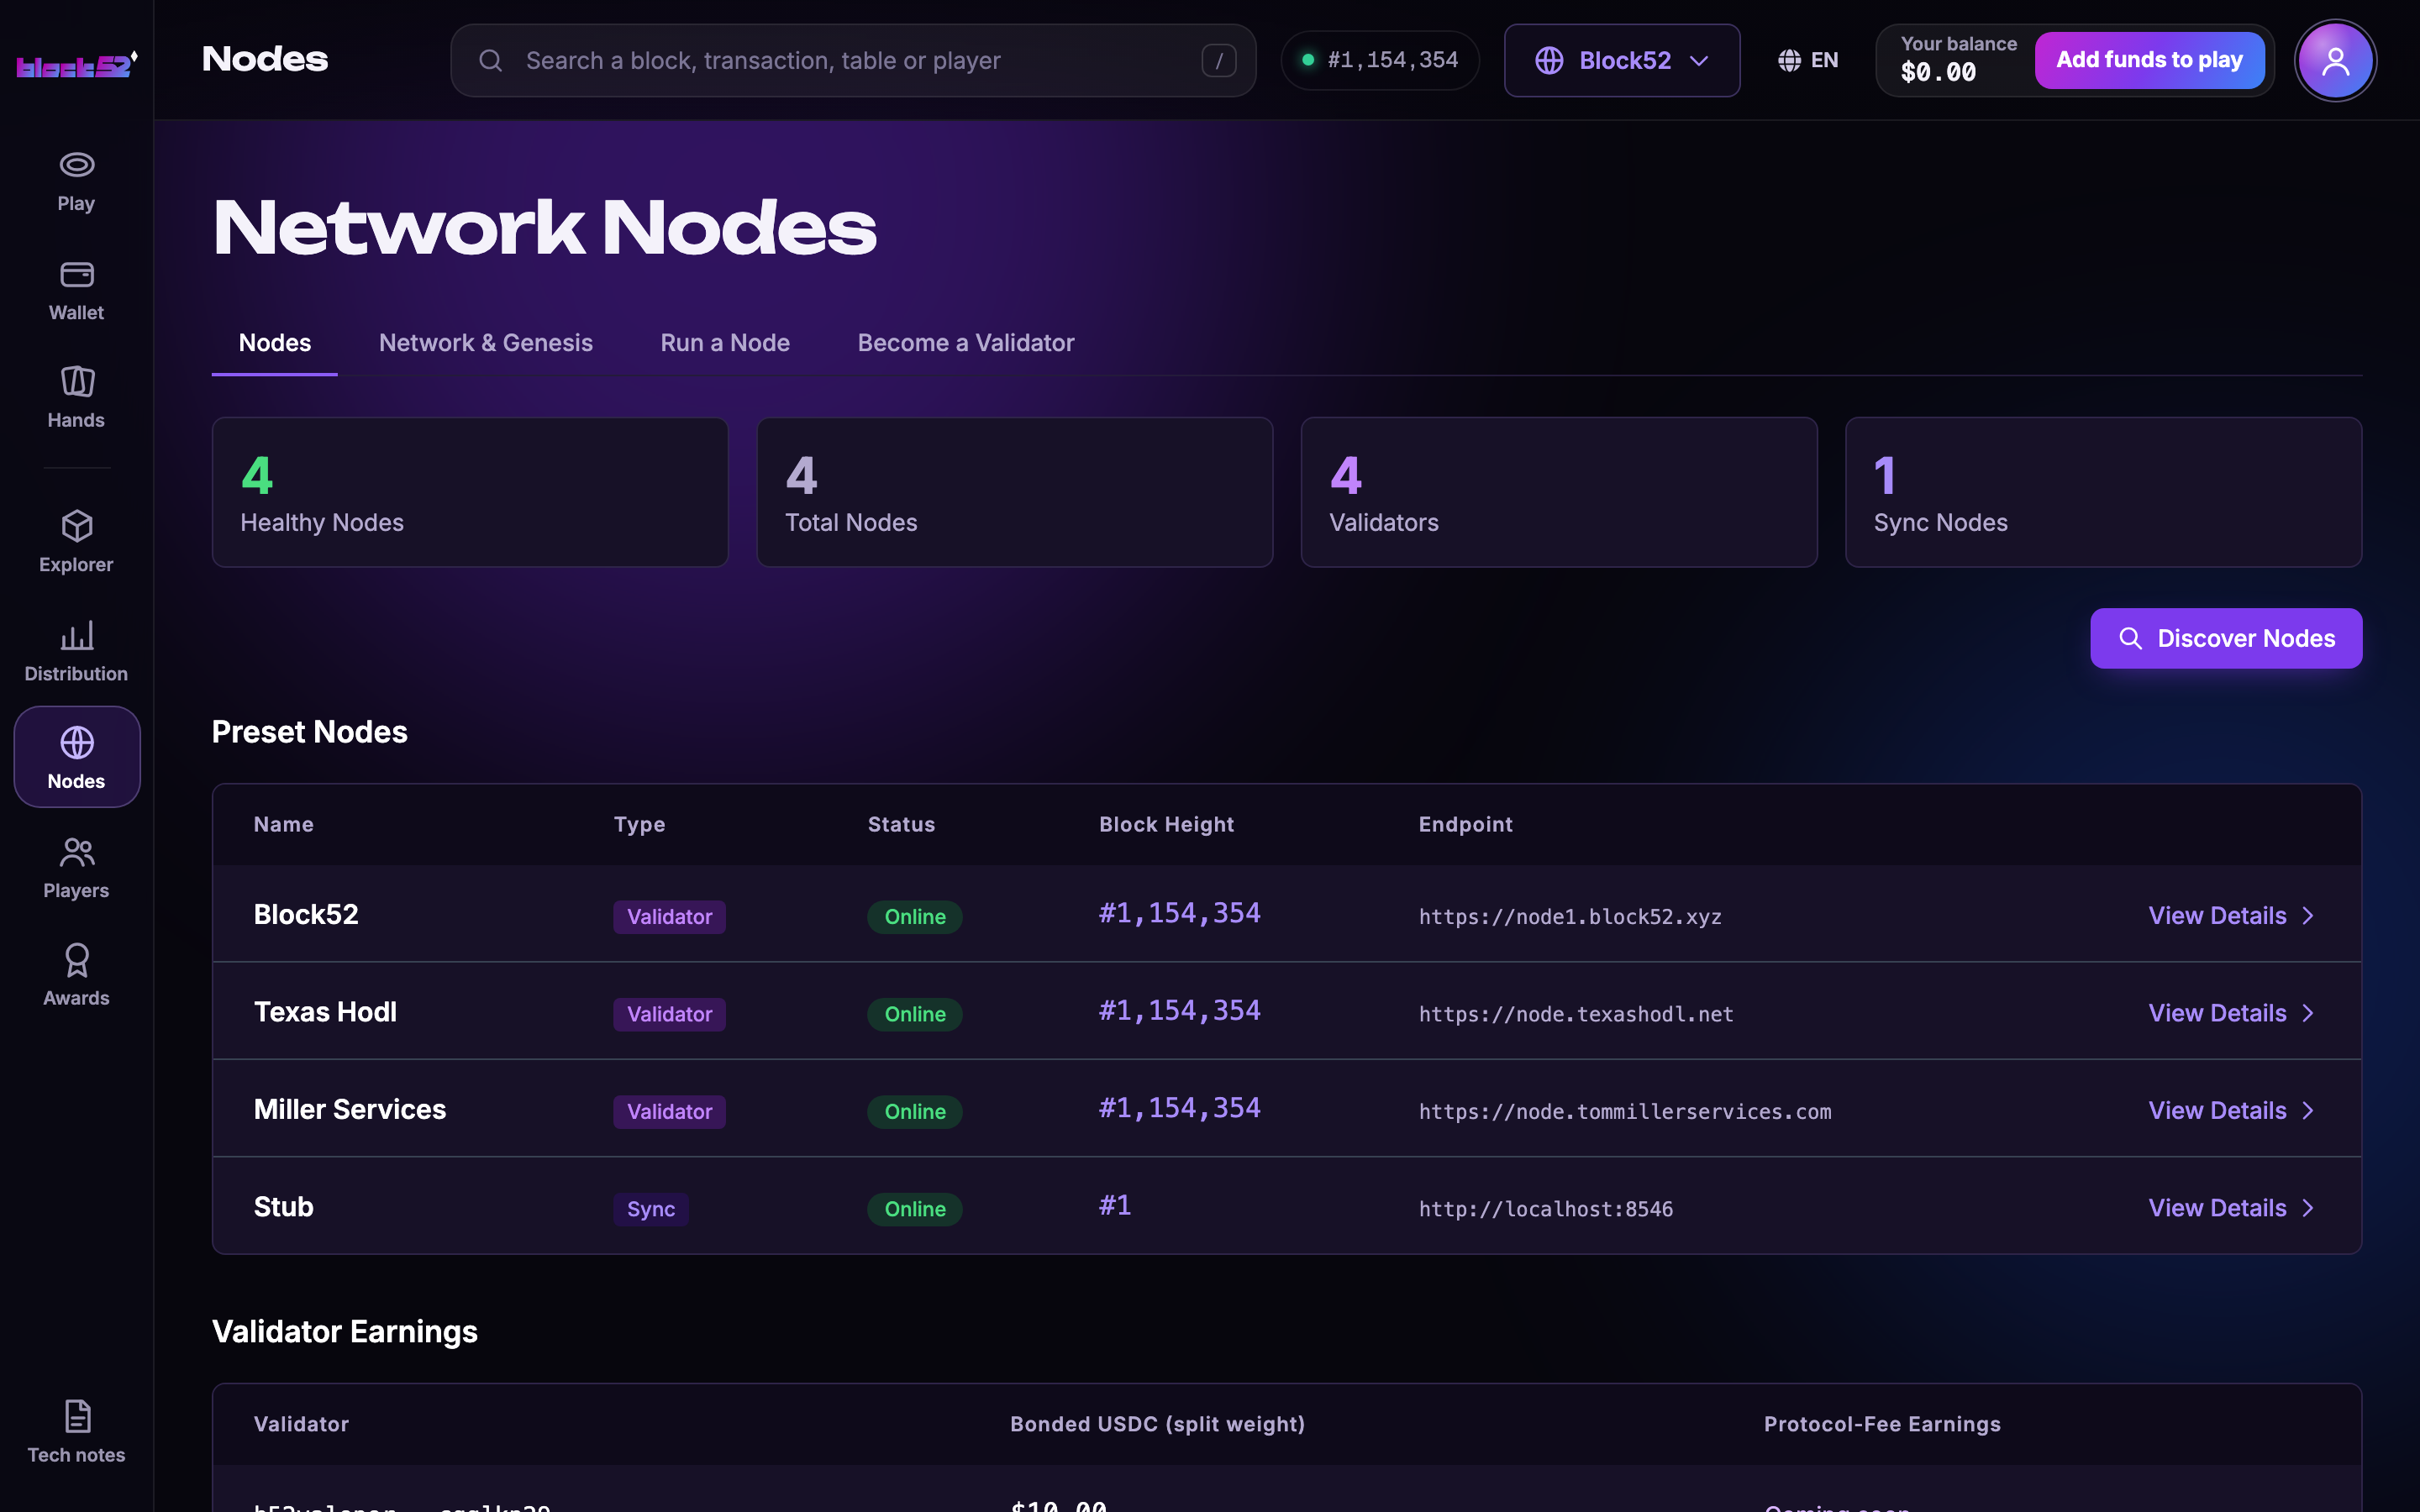 block52
Nodes
Search a block, transaction, table or player
/
#1,154,354
Block52
EN
Your balance
$0.00
Add funds to play
Play
Wallet
Hands
Explorer
Distribution
Nodes
Players
Awards
Tech notes
Network Nodes
Nodes
Network & Genesis
Run a Node
Become a Validator
4
Healthy Nodes
4
Total Nodes
4
Validators
1
Sync Nodes
Discover Nodes
Preset Nodes
Name Type Status Block Height Endpoint
Block52 Validator Online #1,154,354 https://node1.block52.xyz View Details
Texas Hodl Validator Online #1,154,354 https://node.texashodl.net View Details
Miller Services Validator Online #1,154,354 https://node.tommillerservices.com View Details
Stub Sync Online #1 http://localhost:8546 View Details
Validator Earnings
Validator Bonded USDC (split weight) Protocol-Fee Earnings
$10.00 Coming soon